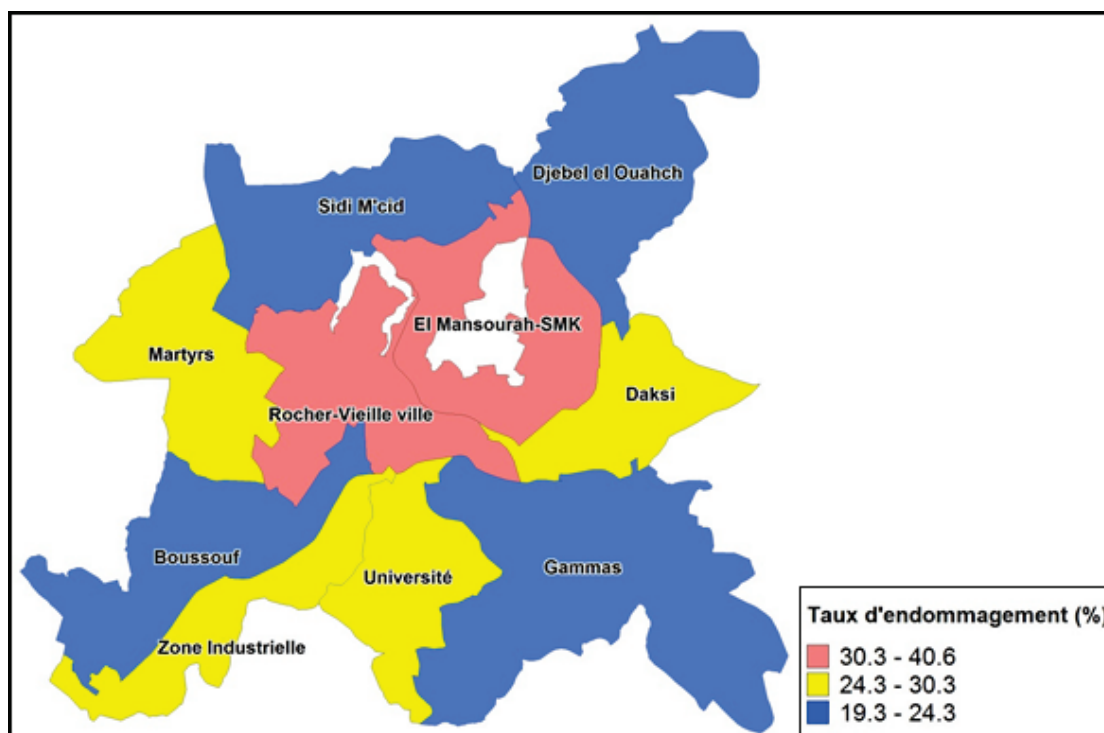 Djebel el Ouahch
Sidi M'cid
El Mansourah-SMK
Martyrs
Daksi
Rocher-Vieille ville
Boussouf
Université
Gammas
Zone Industrielle
Taux d'endommagement (%)
30.3 - 40.6
24.3 - 30.3
19.3 - 24.3